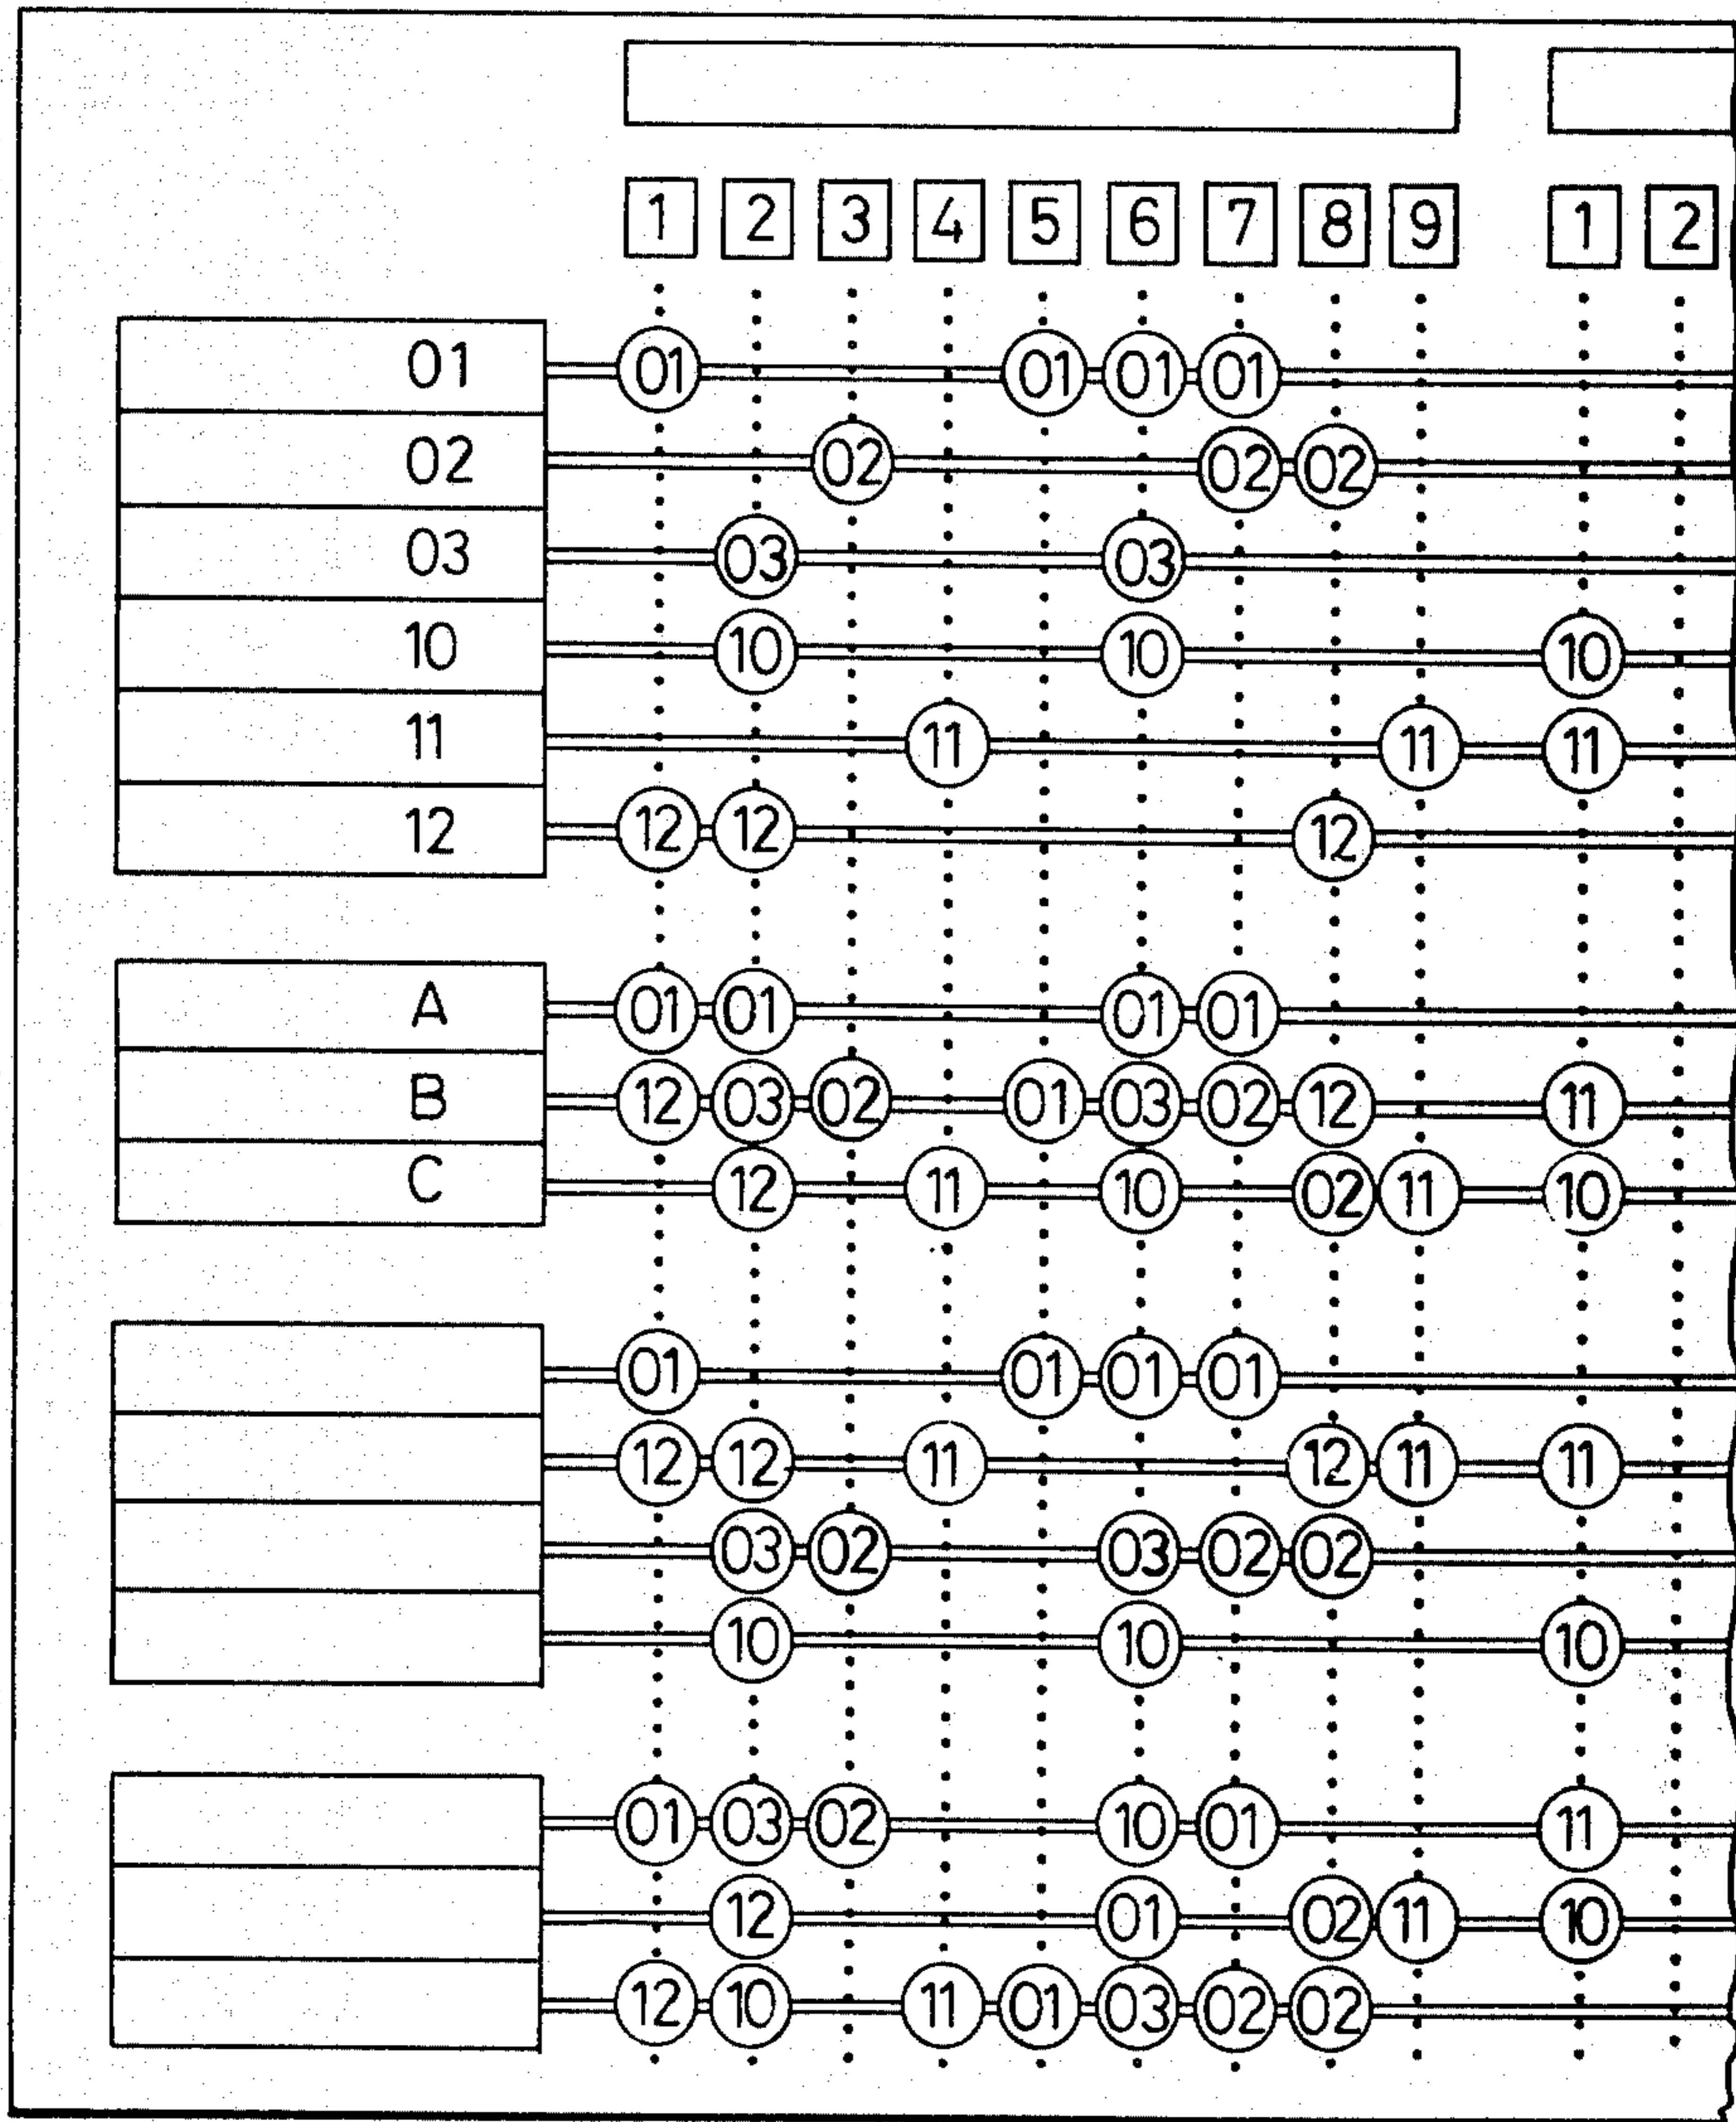 1 2 3 4 5 6 7 8 9 1 2
01 01 01 01 01
02 02 02 02
03 03 03
10 10 10 10
11 11 11 11
12 12 12 12
A 01 01 01 01
B 12 03 02 01 03 02 12 11
C 12 11 10 02 11 10
01 01 01 01
12 12 11 12 11 11
03 02 03 02 02
10 10 10
01 03 02 10 01 11
12 01 02 11 10
12 10 11 01 03 02 02